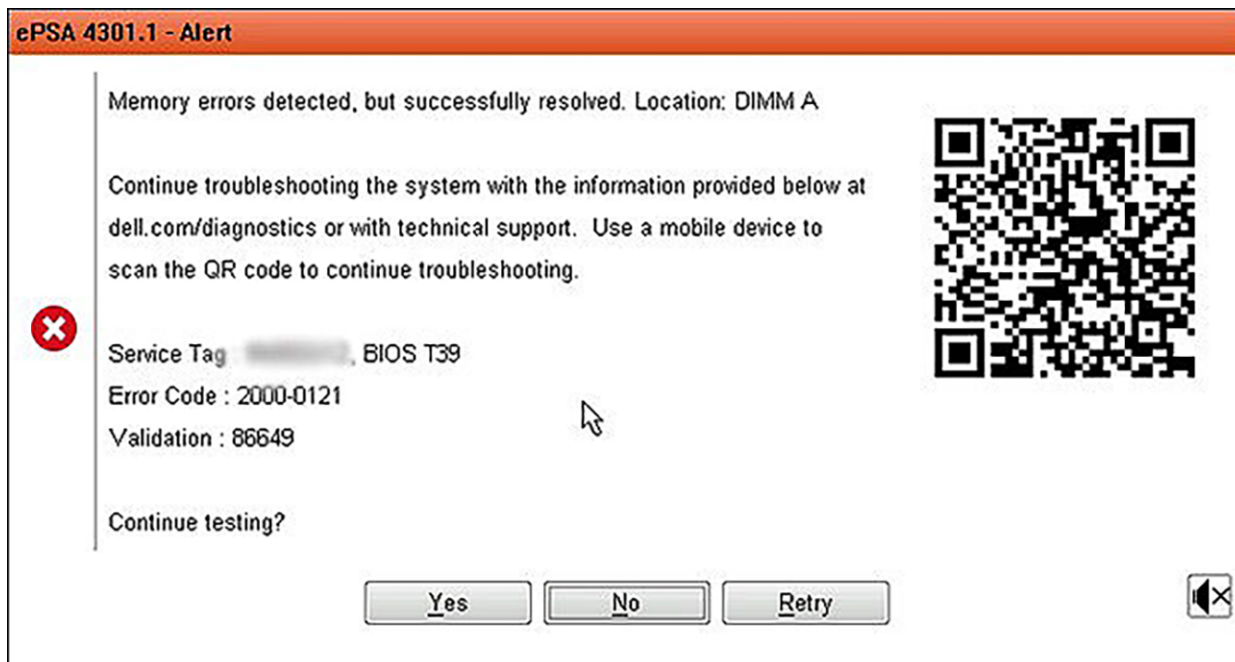 ePSA 4301.1 - Alert
Memory errors detected, but successfully resolved. Location: DIMM A
Continue troubleshooting the system with the information provided below at
dell.com/diagnostics or with technical support. Use a mobile device to
scan the QR code to continue troubleshooting.
Service Tag , BIOS T39
Error Code : 2000-0121
Validation : 86649
Continue testing?
Yes No Retry